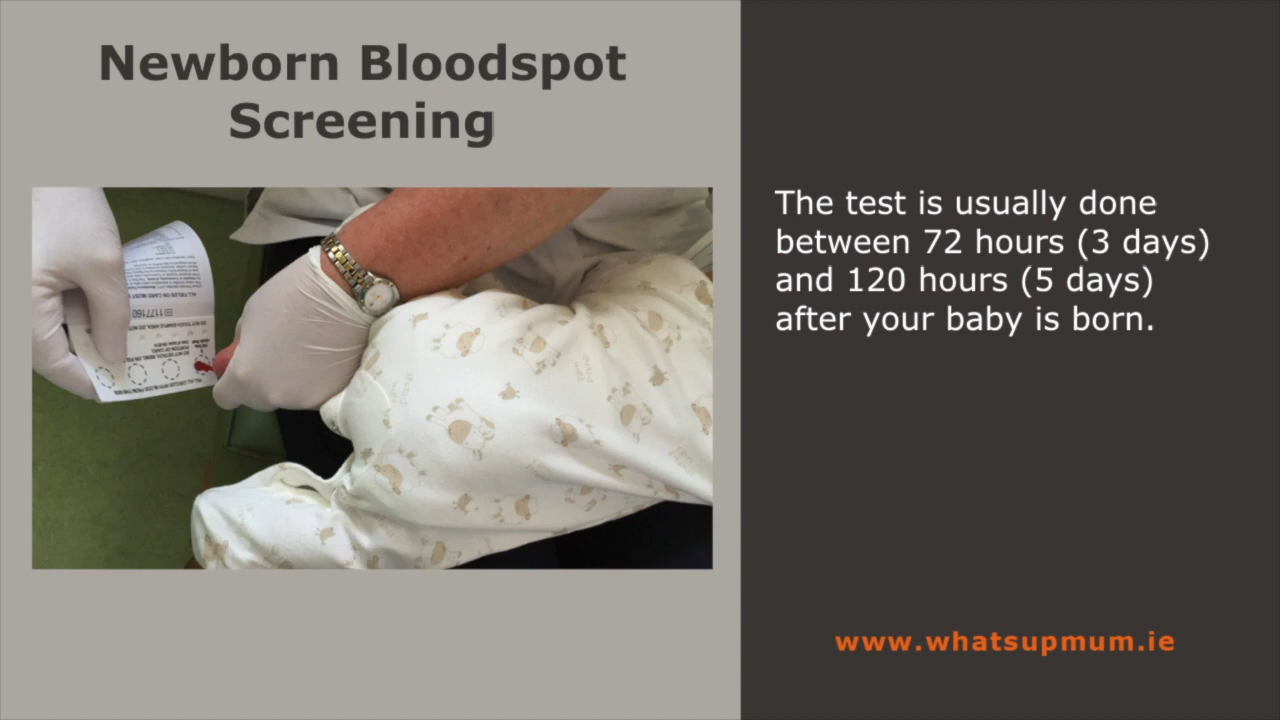 Newborn Bloodspot
Screening
The test is usually done
between 72 hours (3 days)
and 120 hours (5 days)
after your baby is born.
1177160
www.whatsupmum.ie